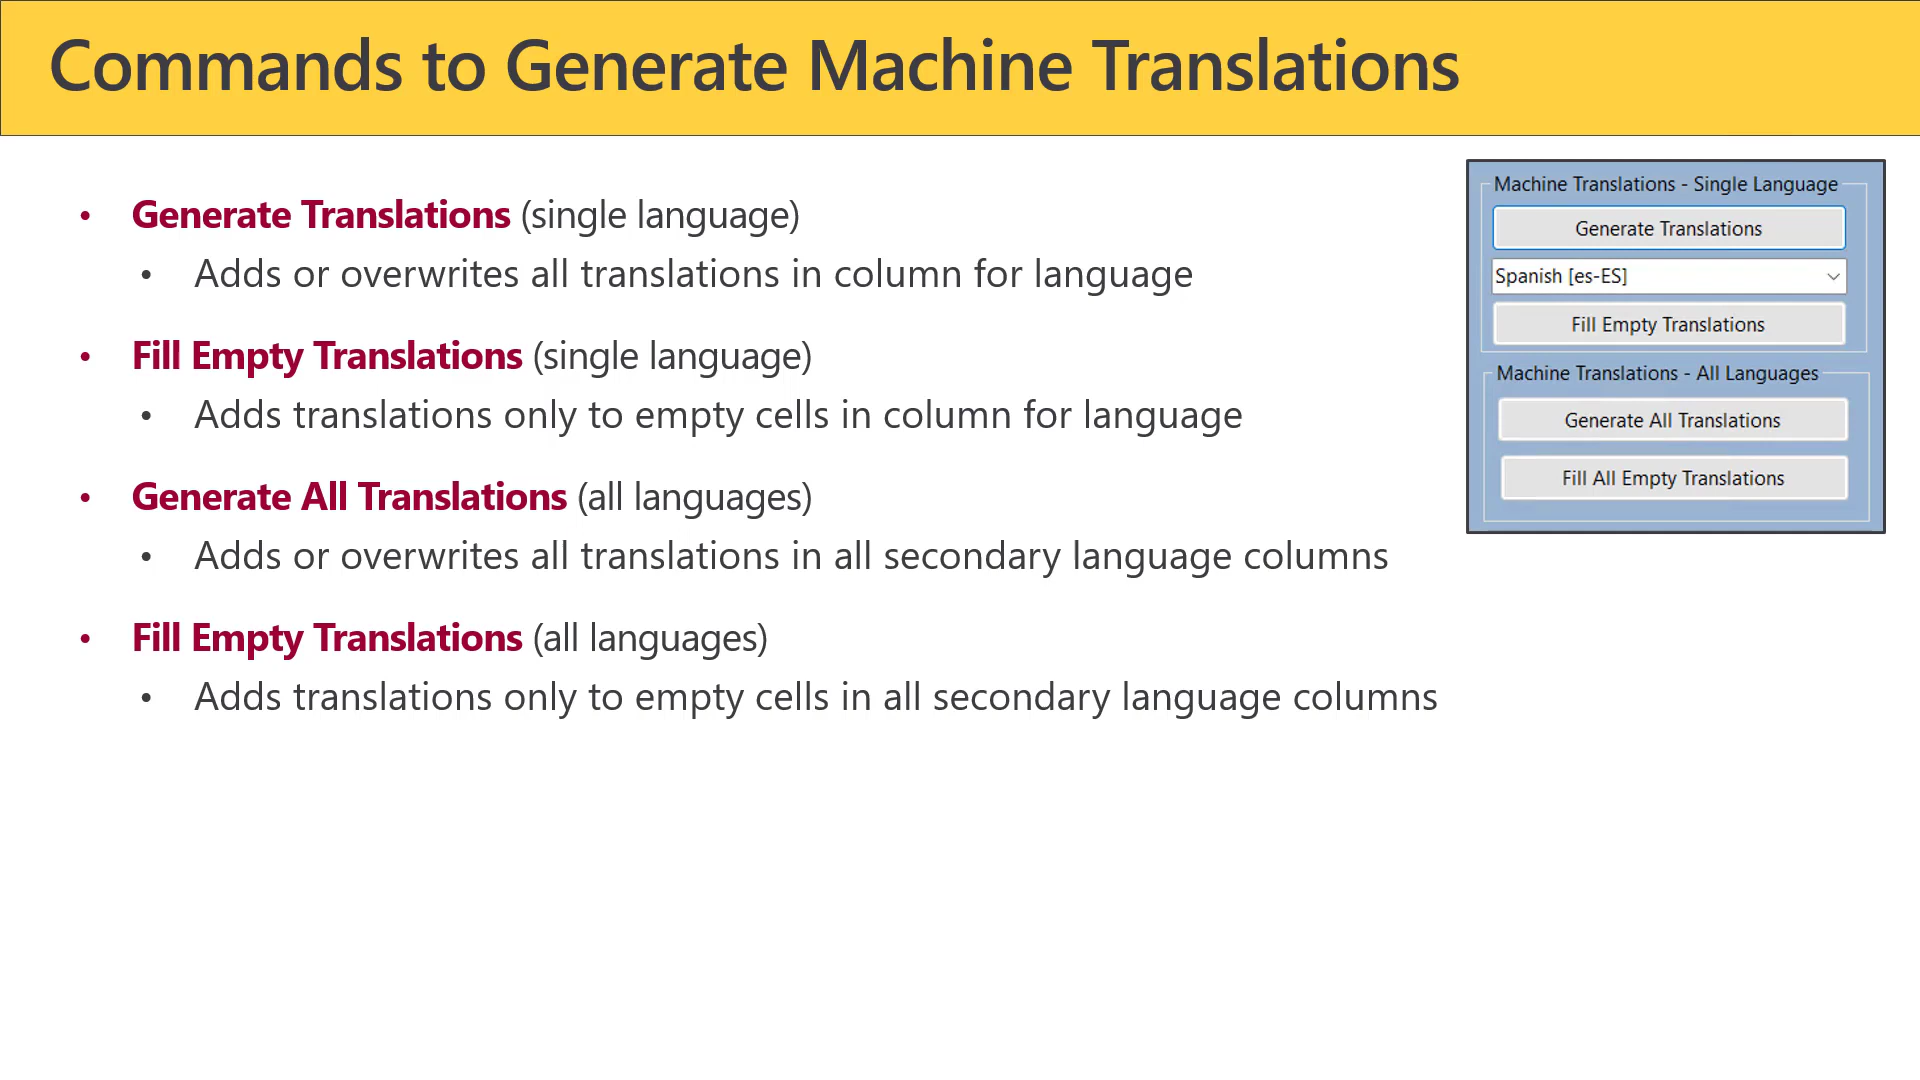 Commands to Generate Machine Translations
• Generate Translations (single language)
• Adds or overwrites all translations in column for language
• Fill Empty Translations (single language)
• Adds translations only to empty cells in column for language
• Generate All Translations (all languages)
• Adds or overwrites all translations in all secondary language columns
• Fill Empty Translations (all languages)
• Adds translations only to empty cells in all secondary language columns
Machine Translations - Single Language
Generate Translations
Spanish [es-ES]
Fill Empty Translations
Machine Translations - All Languages
Generate All Translations
Fill All Empty Translations